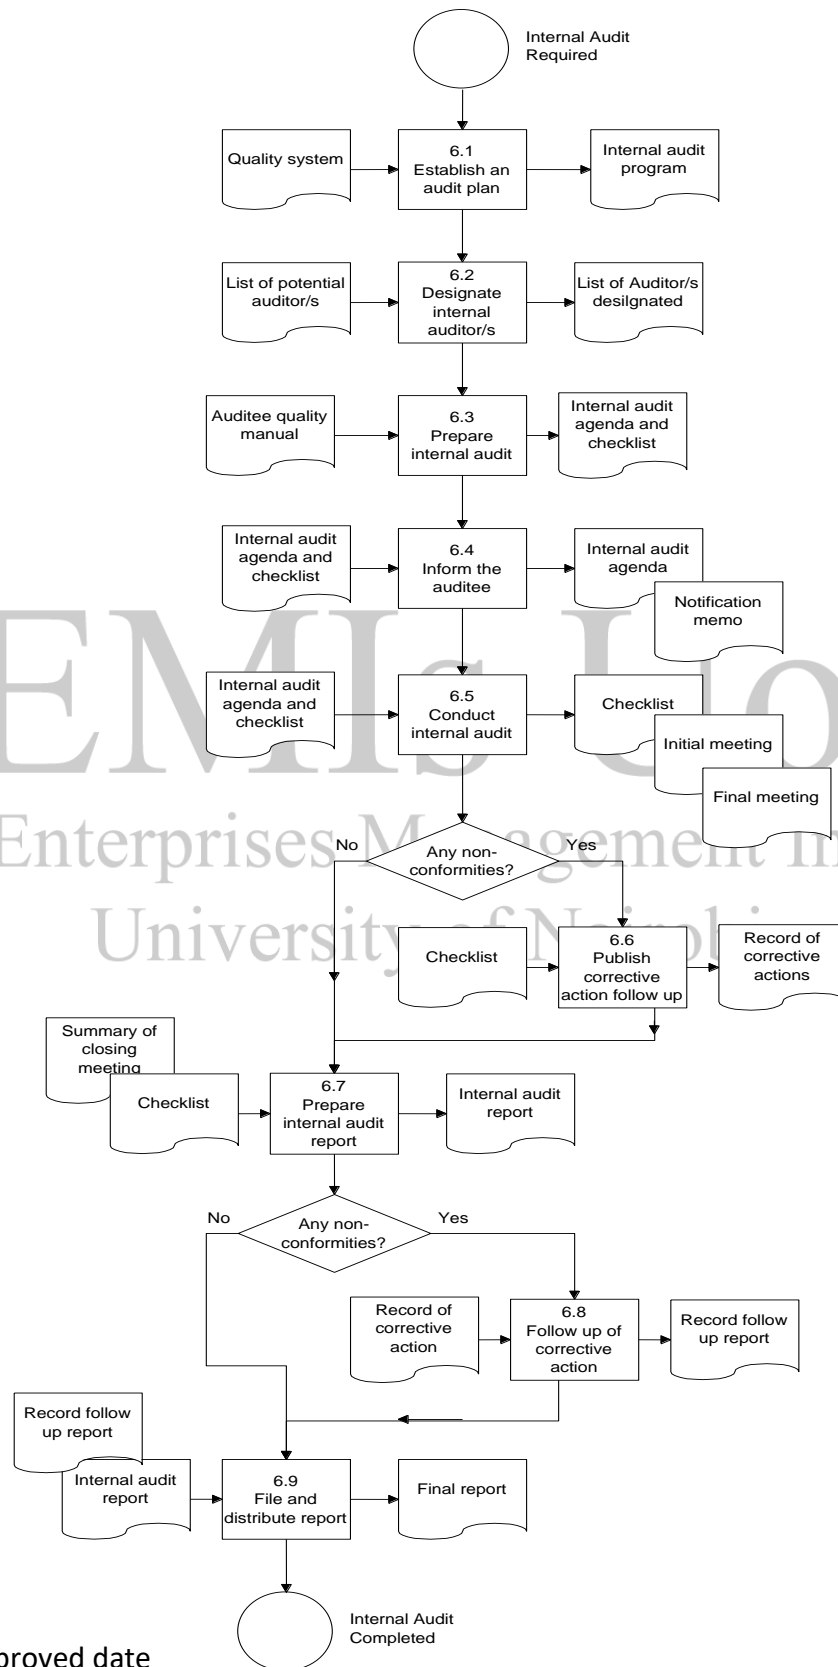 Internal Audit
Required
Quality system
6.1
Establish an
audit plan
Internal audit
program
List of potential
auditor/s
6.2
Designate
internal
auditor/s
List of Auditor/s
desilgnated
Auditee quality
manual
6.3
Prepare
internal audit
Internal audit
agenda and
checklist
Internal audit
agenda and
checklist
6.4
Inform the
auditee
Internal audit
agenda
Notification
memo
EMIs UoN
Internal audit
agenda and
checklist
6.5
Conduct
internal audit
Checklist
Initial meeting
Final meeting
Enterprises Management
No
Any non-
conformities?
Yes
University of Nairobi
Checklist
6.6
Publish
corrective
action follow up
Record of
corrective
actions
Summary of
closing
meeting
Checklist
6.7
Prepare
internal audit
report
Internal audit
report
No
Any non-
conformities?
Yes
Record of
corrective
action
6.8
Follow up of
corrective
action
Record follow
up report
Record follow
up report
Internal audit
report
6.9
File and
distribute report
Final report
Internal Audit
Completed
proved date